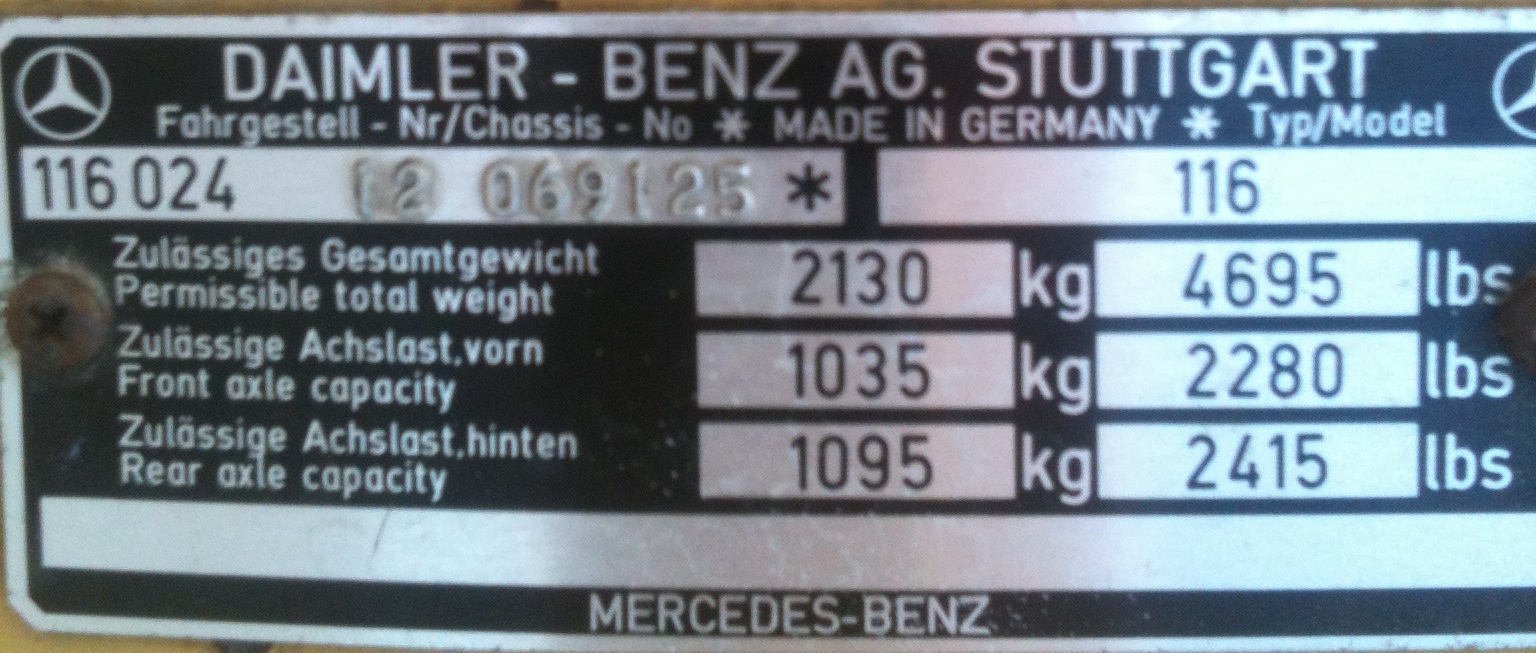 DAIMLER - BENZ AG. STUTTGART
Fahrgestell - Nr/Chassis - No * MADE IN GERMANY * Typ/Model
116 024 12 069125 * 116
Zulässiges Gesamtgewicht
Permissible total weight
2130 kg 4695 lbs
Zulässige Achslast,vorn
Front axle capacity
1035 kg 2280 lbs
Zulässige Achslast,hinten
Rear axle capacity
1095 kg 2415 lbs
MERCEDES-BENZ